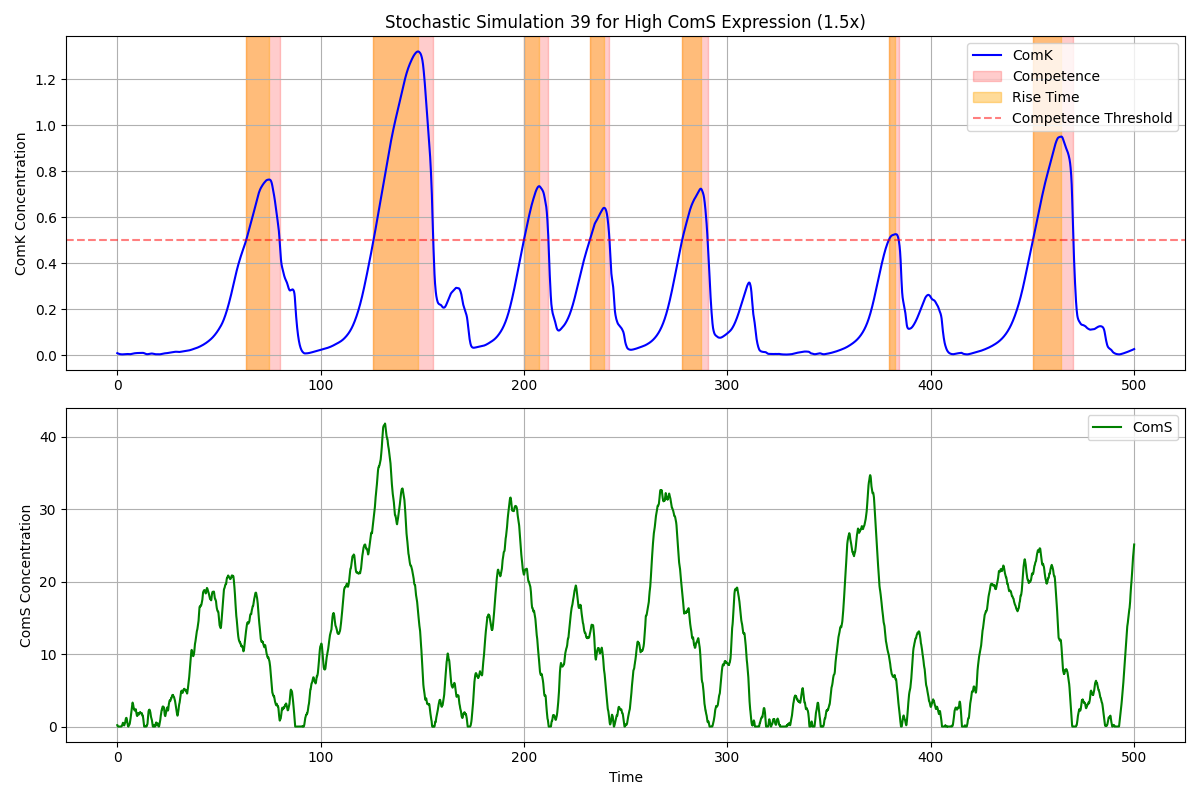 Stochastic Simulation 39 for High ComS Expression (1.5x)
ComK Concentration
1.2
1.0
0.8
0.6
0.4
0.2
0.0
ComK
Competence
Rise Time
Competence Threshold
0 100 200 300 400 500
ComS Concentration
40
30
20
10
0
ComS
0 100 200 300 400 500
Time